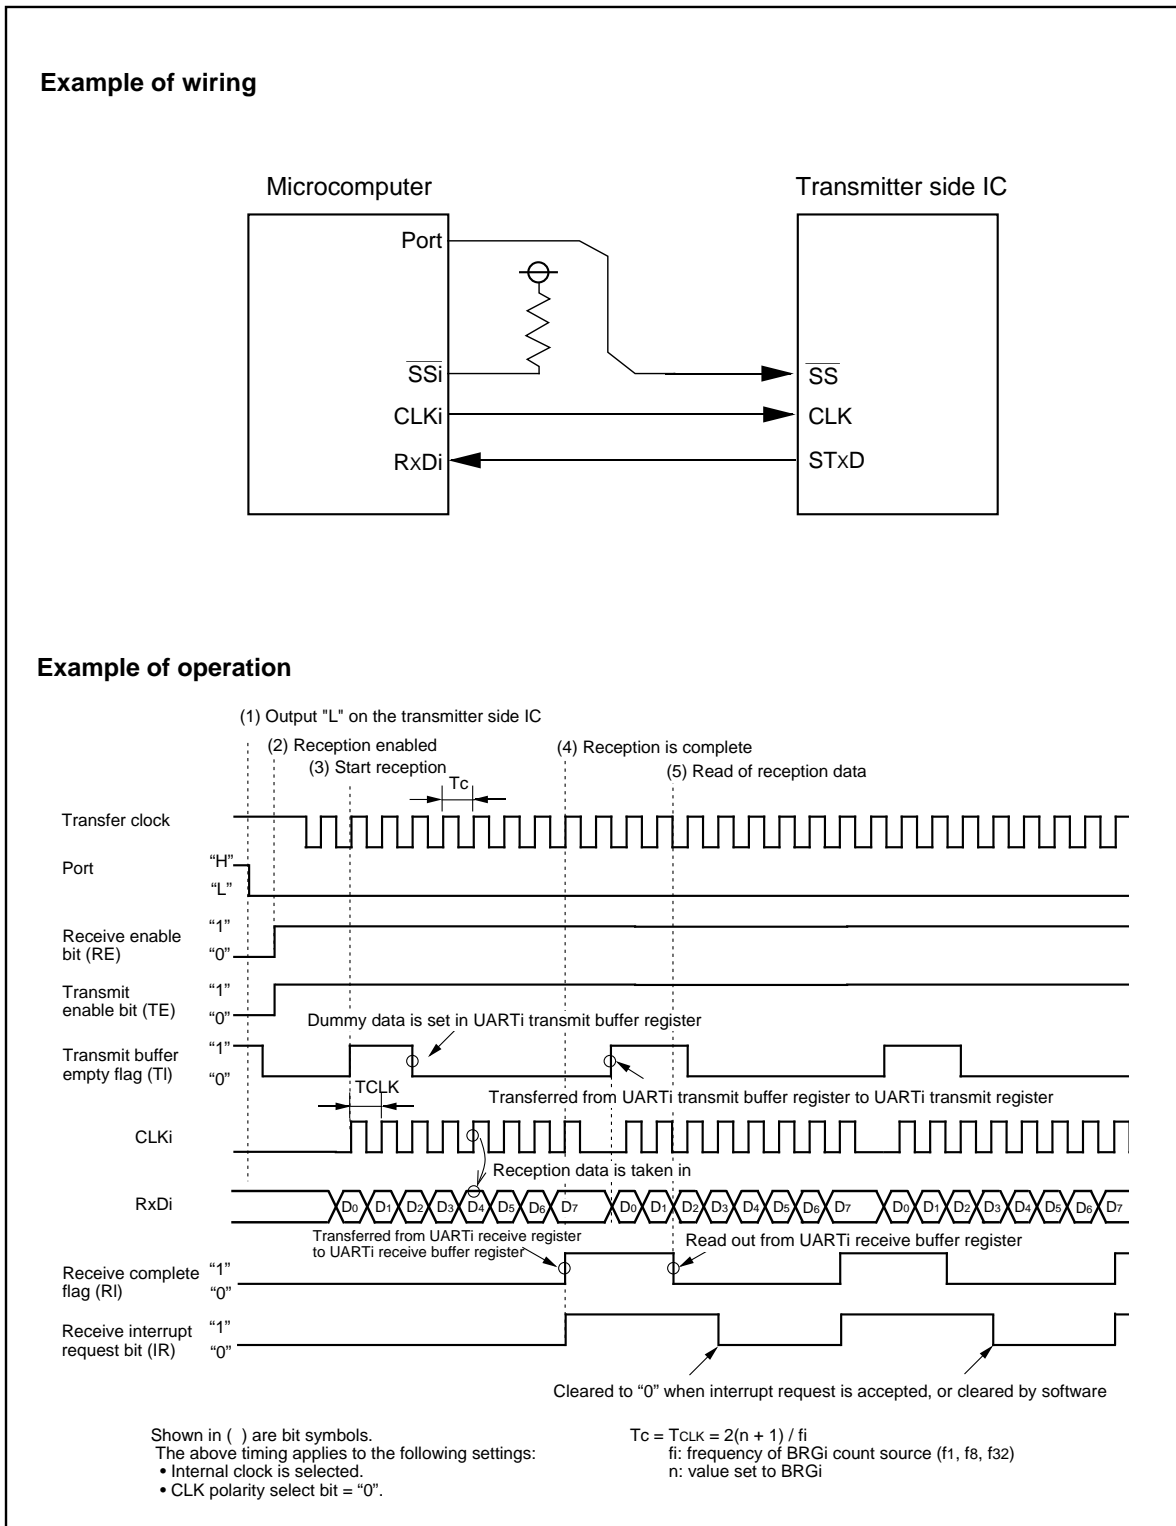 Example of wiring
Microcomputer
Transmitter side IC
Port
SSi
SS
CLKi
CLK
RxDi
STxD
Example of operation
(1) Output "L" on the transmitter side IC
(2) Reception enabled
(4) Reception is complete
(3) Start reception
(5) Read of reception data
Tc
Transfer clock
Port
“H”
“L”
Receive enable
bit (RE)
“1”
“0”
Transmit
enable bit (TE)
“1”
“0”
Dummy data is set in UARTi transmit buffer register
Transmit buffer
empty flag (Tl)
“1”
“0”
TCLK
Transferred from UARTi transmit buffer register to UARTi transmit register
CLKi
Reception data is taken in
RxDi
D0 D1 D2 D3 D4 D5 D6 D7 D0 D1 D2 D3 D4 D5 D6 D7 D0 D1 D2 D3 D4 D5 D6 D7
Transferred from UARTi receive register
to UARTi receive buffer register
Read out from UARTi receive buffer register
Receive complete
flag (Rl)
“1”
“0”
Receive interrupt
request bit (IR)
“1”
“0”
Cleared to “0” when interrupt request is accepted, or cleared by software
Shown in ( ) are bit symbols.
The above timing applies to the following settings:
• Internal clock is selected.
• CLK polarity select bit = “0”.
Tc = TCLK = 2(n + 1) / fi
fi: frequency of BRGi count source (f1, f8, f32)
n: value set to BRGi